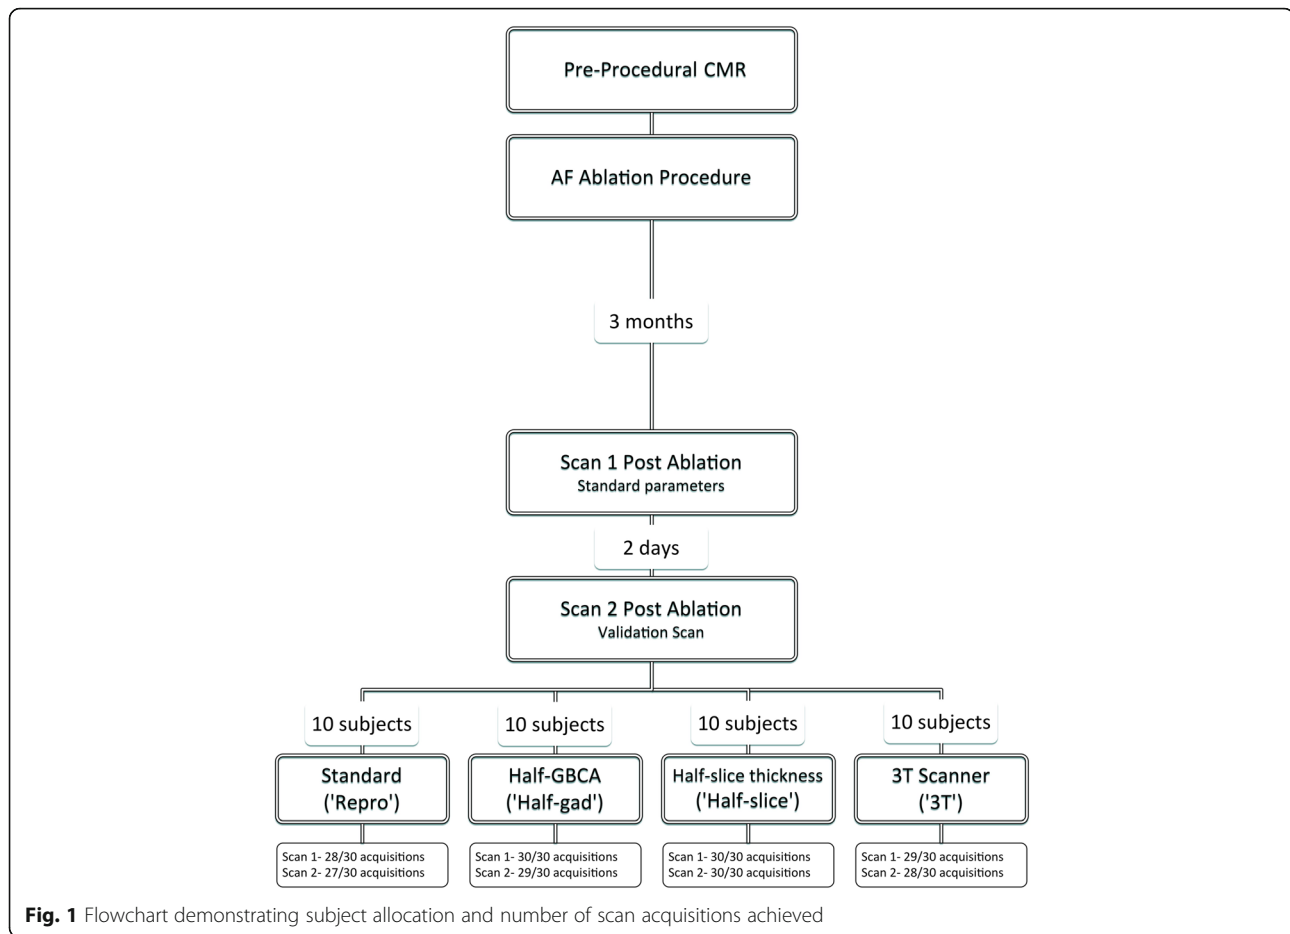 Pre-Procedural CMR
AF Ablation Procedure
3 months
Scan 1 Post Ablation
Standard parameters
2 days
Scan 2 Post Ablation
Validation Scan
10 subjects
10 subjects
10 subjects
10 subjects
Standard
('Repro')
Half-GBCA
('Half-gad')
Half-slice thickness
('Half-slice')
3T Scanner
('3T')
Scan 1- 28/30 acquisitions
Scan 2- 27/30 acquisitions
Scan 1- 30/30 acquisitions
Scan 2- 29/30 acquisitions
Scan 1- 30/30 acquisitions
Scan 2- 30/30 acquisitions
Scan 1- 29/30 acquisitions
Scan 2- 28/30 acquisitions
Fig. 1 Flowchart demonstrating subject allocation and number of scan acquisitions achieved